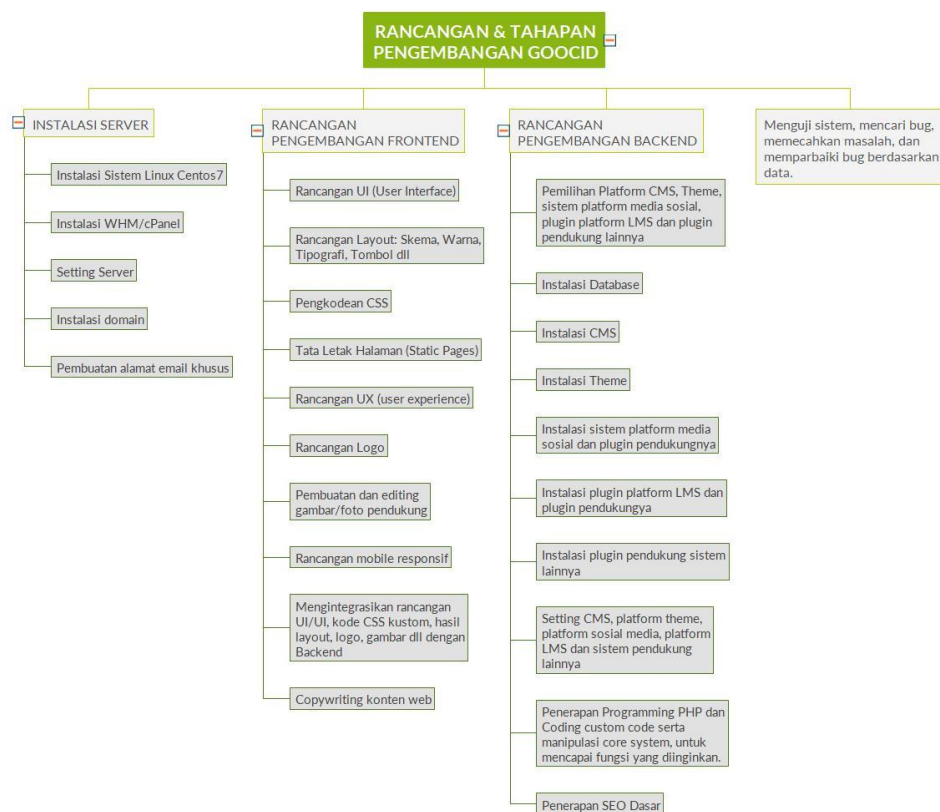 RANCANGAN & TAHAPAN
PENGEMBANGAN GOOCID
INSTALASI SERVER
Instalasi Sistem Linux Centos7
Instalasi WHM/cPanel
Setting Server
Instalasi domain
Pembuatan alamat email khusus
RANCANGAN
PENGEMBANGAN FRONTEND
Rancangan UI (User Interface)
Rancangan Layout: Skema, Warna,
Tipografi, Tombol dll
Pengkodean CSS
Tata Letak Halaman (Static Pages)
Rancangan UX (user experience)
Rancangan Logo
Pembuatan dan editing
gambar/foto pendukung
Rancangan mobile responsif
Mengintegrasikan rancangan
UI/UI, kode CSS kustom, hasil
layout, logo, gambar dll dengan
Backend
Copywriting konten web
RANCANGAN
PENGEMBANGAN BACKEND
Pemilihan Platform CMS, Theme,
sistem platform media sosial,
plugin platform LMS dan plugin
pendukung lainnya
Instalasi Database
Instalasi CMS
Instalasi Theme
Instalasi sistem platform media
sosial dan plugin pendukungnya
Instalasi plugin platform LMS dan
plugin pendukungya
Instalasi plugin pendukung sistem
lainnya
Setting CMS, platform theme,
platform sosial media, platform
LMS dan sistem pendukung
lainnya
Penerapan Programming PHP dan
Coding custom code serta
manipulasi core system, untuk
mencapai fungsi yang diinginkan.
Penerapan SEO Dasar
Menguji sistem, mencari bug,
memecahkan masalah, dan
memparbaiki bug berdasarkan
data.